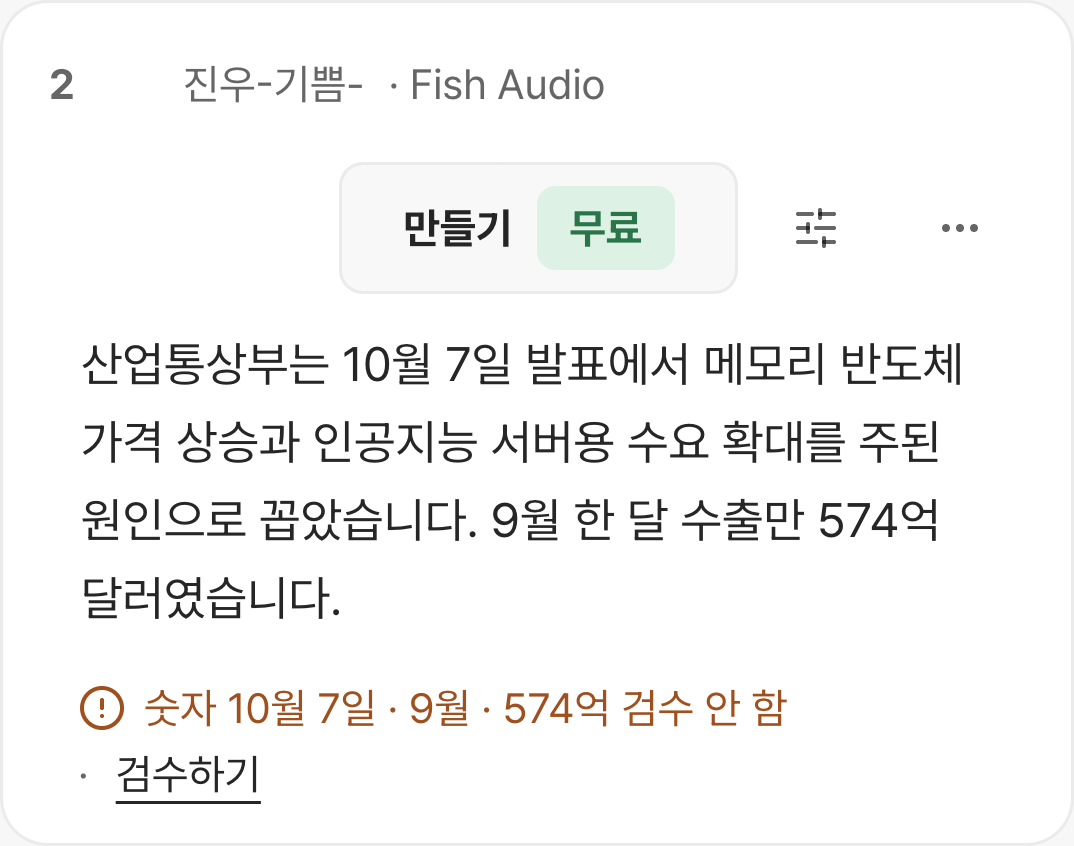 2 진우-기쁨- · Fish Audio
만들기 무료
산업통상부는 10월 7일 발표에서 메모리 반도체
가격 상승과 인공지능 서버용 수요 확대를 주된
원인으로 꼽았습니다. 9월 한 달 수출만 574억
달러였습니다.
숫자 10월 7일 · 9월 · 574억 검수 안 함
· 검수하기